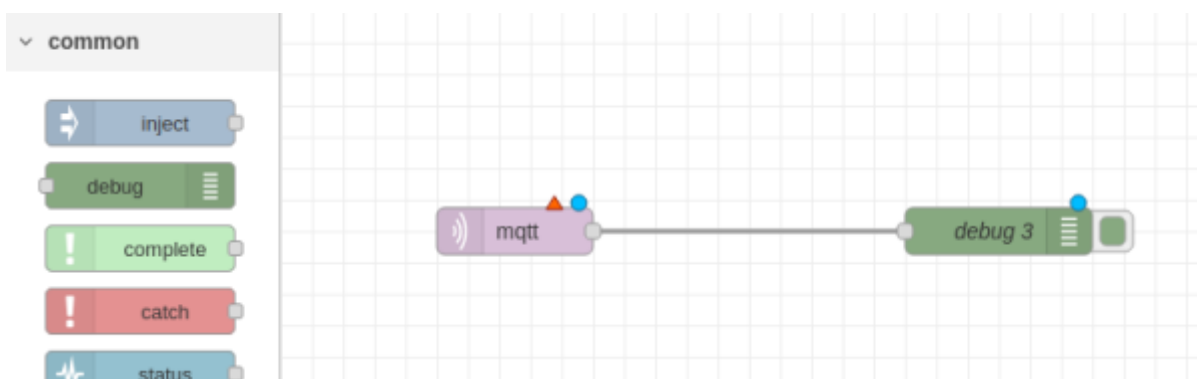 common
inject
debug
complete
catch
status
mqtt
debug 3